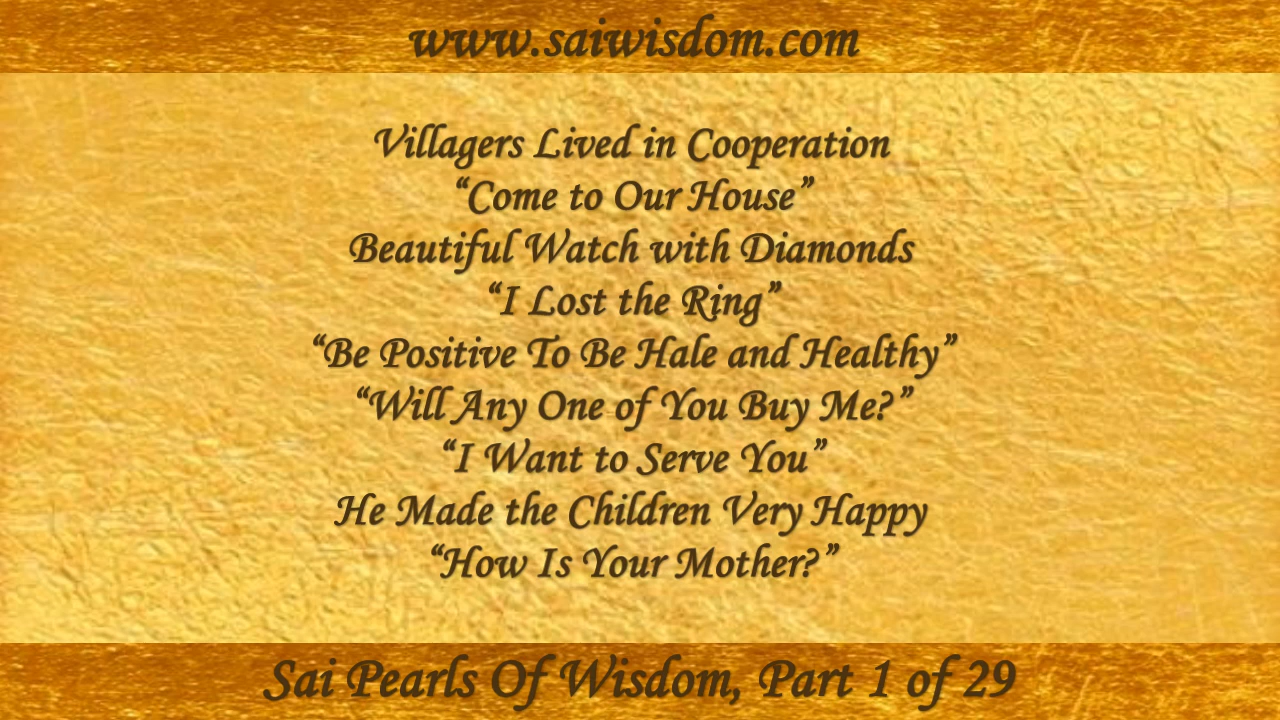 www.saiwisdom.com
Villagers Lived in Cooperation
“Come to Our House”
Beautiful Watch with Diamonds
“I Lost the Ring”
“Be Positive To Be Hale and Healthy”
“Will Any One of You Buy Me?”
“I Want to Serve You”
He Made the Children Very Happy
“How Is Your Mother?”
Sai Pearls Of Wisdom, Part 1 of 29